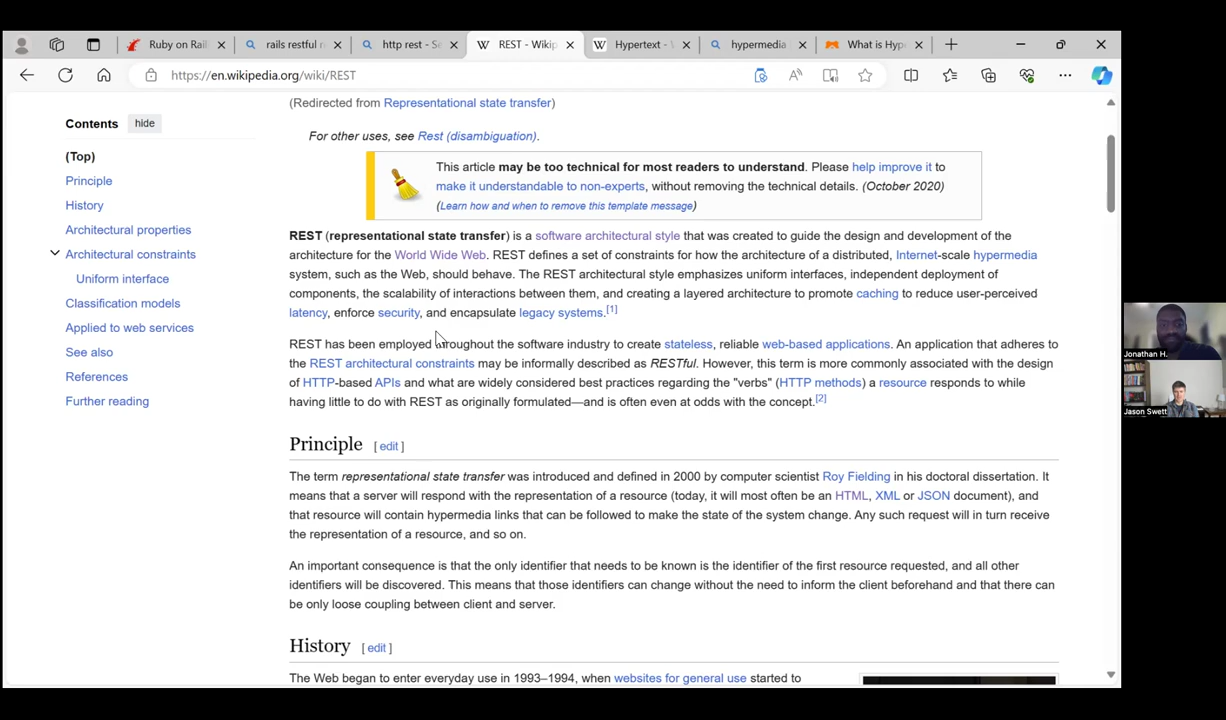 Ruby on Rail
rails restful r
http rest - Se
REST - Wikip
Hypertext - W
hypermedia
What is Hype
https://en.wikipedia.org/wiki/REST
(Redirected from Representational state transfer)
Contents
hide
(Top)
Principle
History
Architectural properties
Architectural constraints
Uniform interface
Classification models
Applied to web services
See also
References
Further reading
For other uses, see Rest (disambiguation).
This article may be too technical for most readers to understand. Please help improve it to
make it understandable to non-experts, without removing the technical details. (October 2020)
(Learn how and when to remove this template message)
REST (representational state transfer) is a software architectural style that was created to guide the design and development of the
architecture for the World Wide Web. REST defines a set of constraints for how the architecture of a distributed, Internet-scale hypermedia
system, such as the Web, should behave. The REST architectural style emphasizes uniform interfaces, independent deployment of
components, the scalability of interactions between them, and creating a layered architecture to promote caching to reduce user-perceived
latency, enforce security, and encapsulate legacy systems.[1]
REST has been employed throughout the software industry to create stateless, reliable web-based applications. An application that adheres to
the REST architectural constraints may be informally described as RESTful. However, this term is more commonly associated with the design
of HTTP-based APIs and what are widely considered best practices regarding the "verbs" (HTTP methods) a resource responds to while
having little to do with REST as originally formulated—and is often even at odds with the concept.[2]
Principle [ edit ]
The term representational state transfer was introduced and defined in 2000 by computer scientist Roy Fielding in his doctoral dissertation. It
means that a server will respond with the representation of a resource (today, it will most often be an HTML, XML or JSON document), and
that resource will contain hypermedia links that can be followed to make the state of the system change. Any such request will in turn receive
the representation of a resource, and so on.
An important consequence is that the only identifier that needs to be known is the identifier of the first resource requested, and all other
identifiers will be discovered. This means that those identifiers can change without the need to inform the client beforehand and that there can
be only loose coupling between client and server.
History [ edit ]
The Web began to enter everyday use in 1993–1994, when websites for general use started to
Jonathan H.
Jason Swett